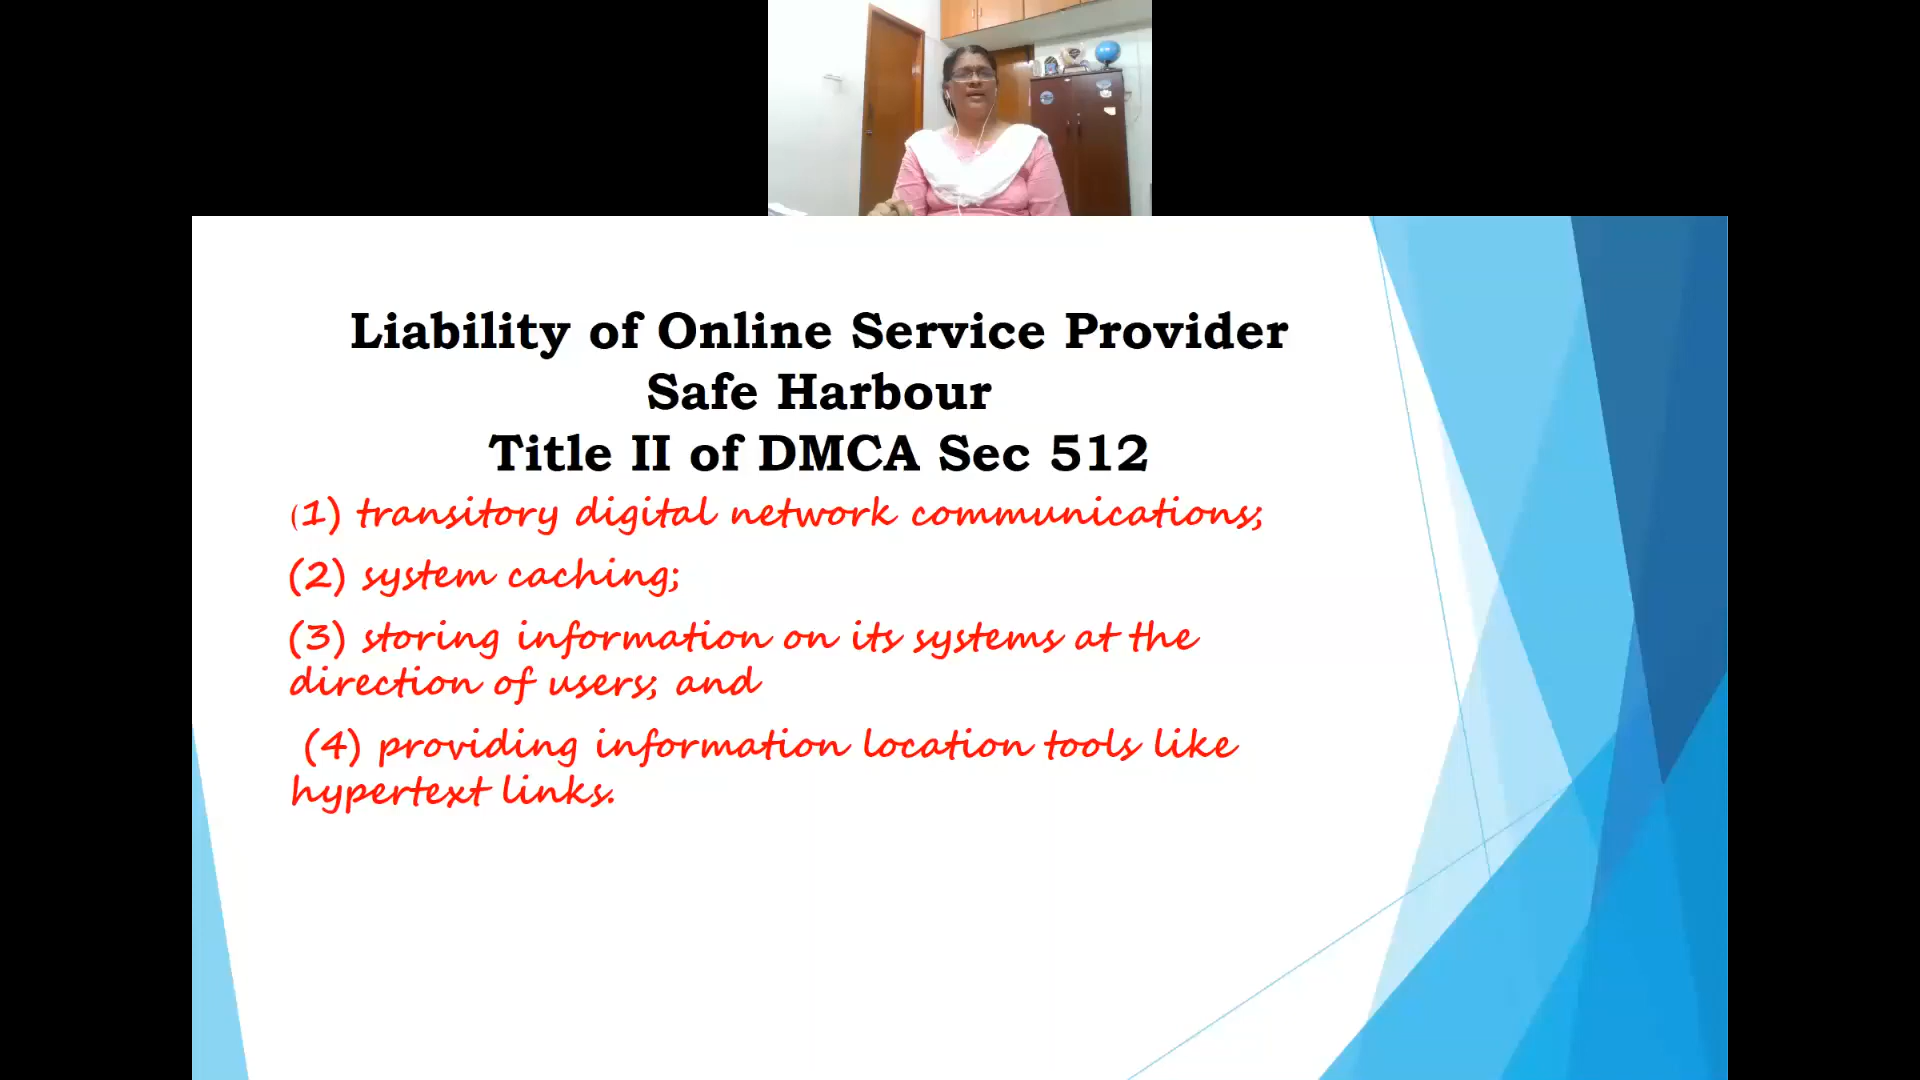 Liability of Online Service Provider
Safe Harbour
Title II of DMCA Sec 512
(1) transitory digital network communications;
(2) system caching;
(3) storing information on its systems at the
direction of users; and
(4) providing information location tools like
hypertext links.